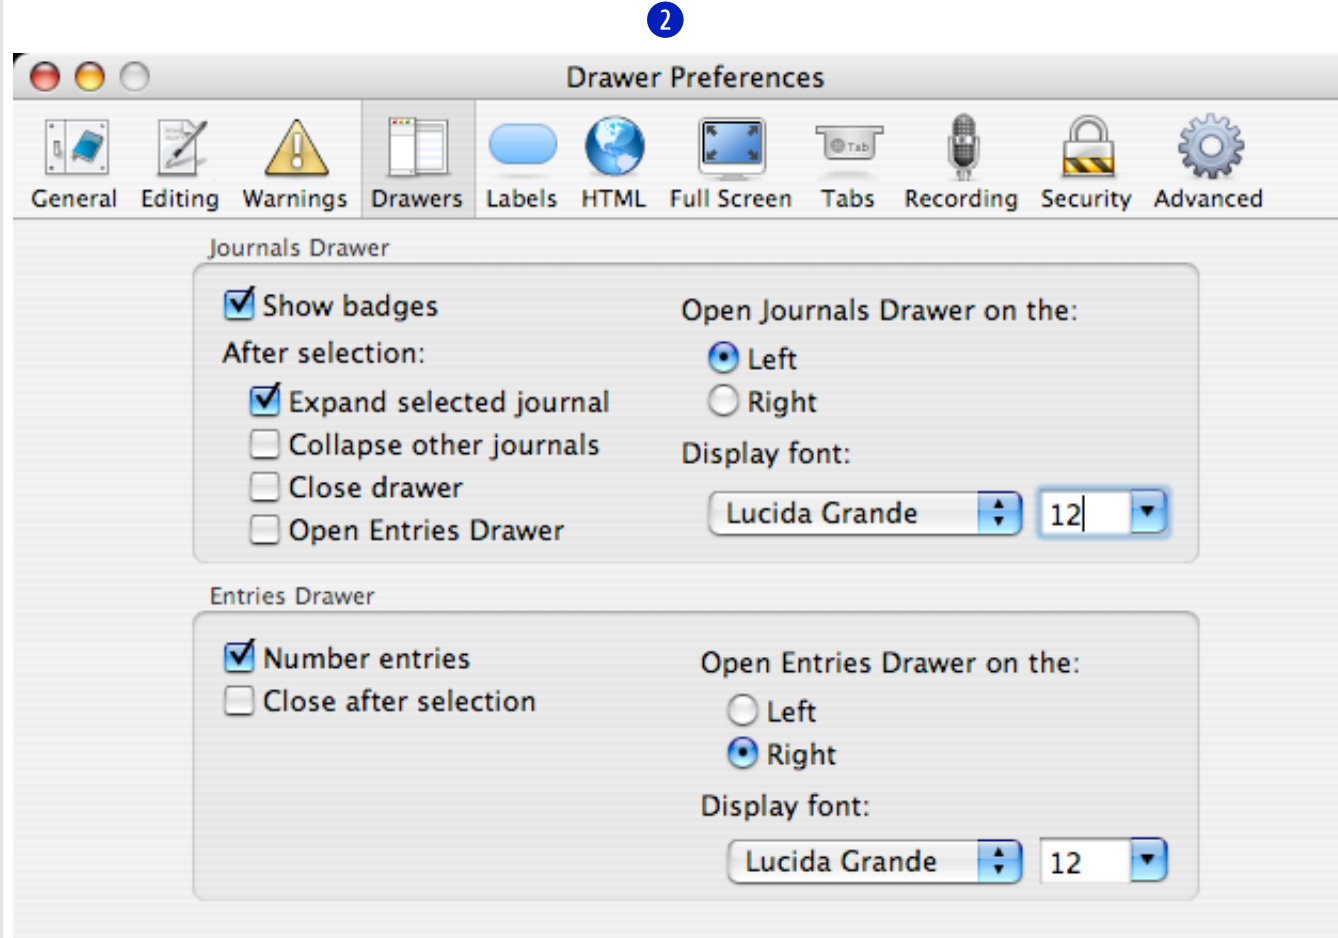 2
Drawer Preferences
Tab
General Editing Warnings Drawers Labels HTML Full Screen Tabs Recording Security Advanced
Journals Drawer
Show badges
After selection:
Expand selected journal
Collapse other journals
Close drawer
Open Entries Drawer
Open Journals Drawer on the:
Left
Right
Display font:
Lucida Grande 12
Entries Drawer
Number entries
Close after selection
Open Entries Drawer on the:
Left
Right
Display font:
Lucida Grande 12